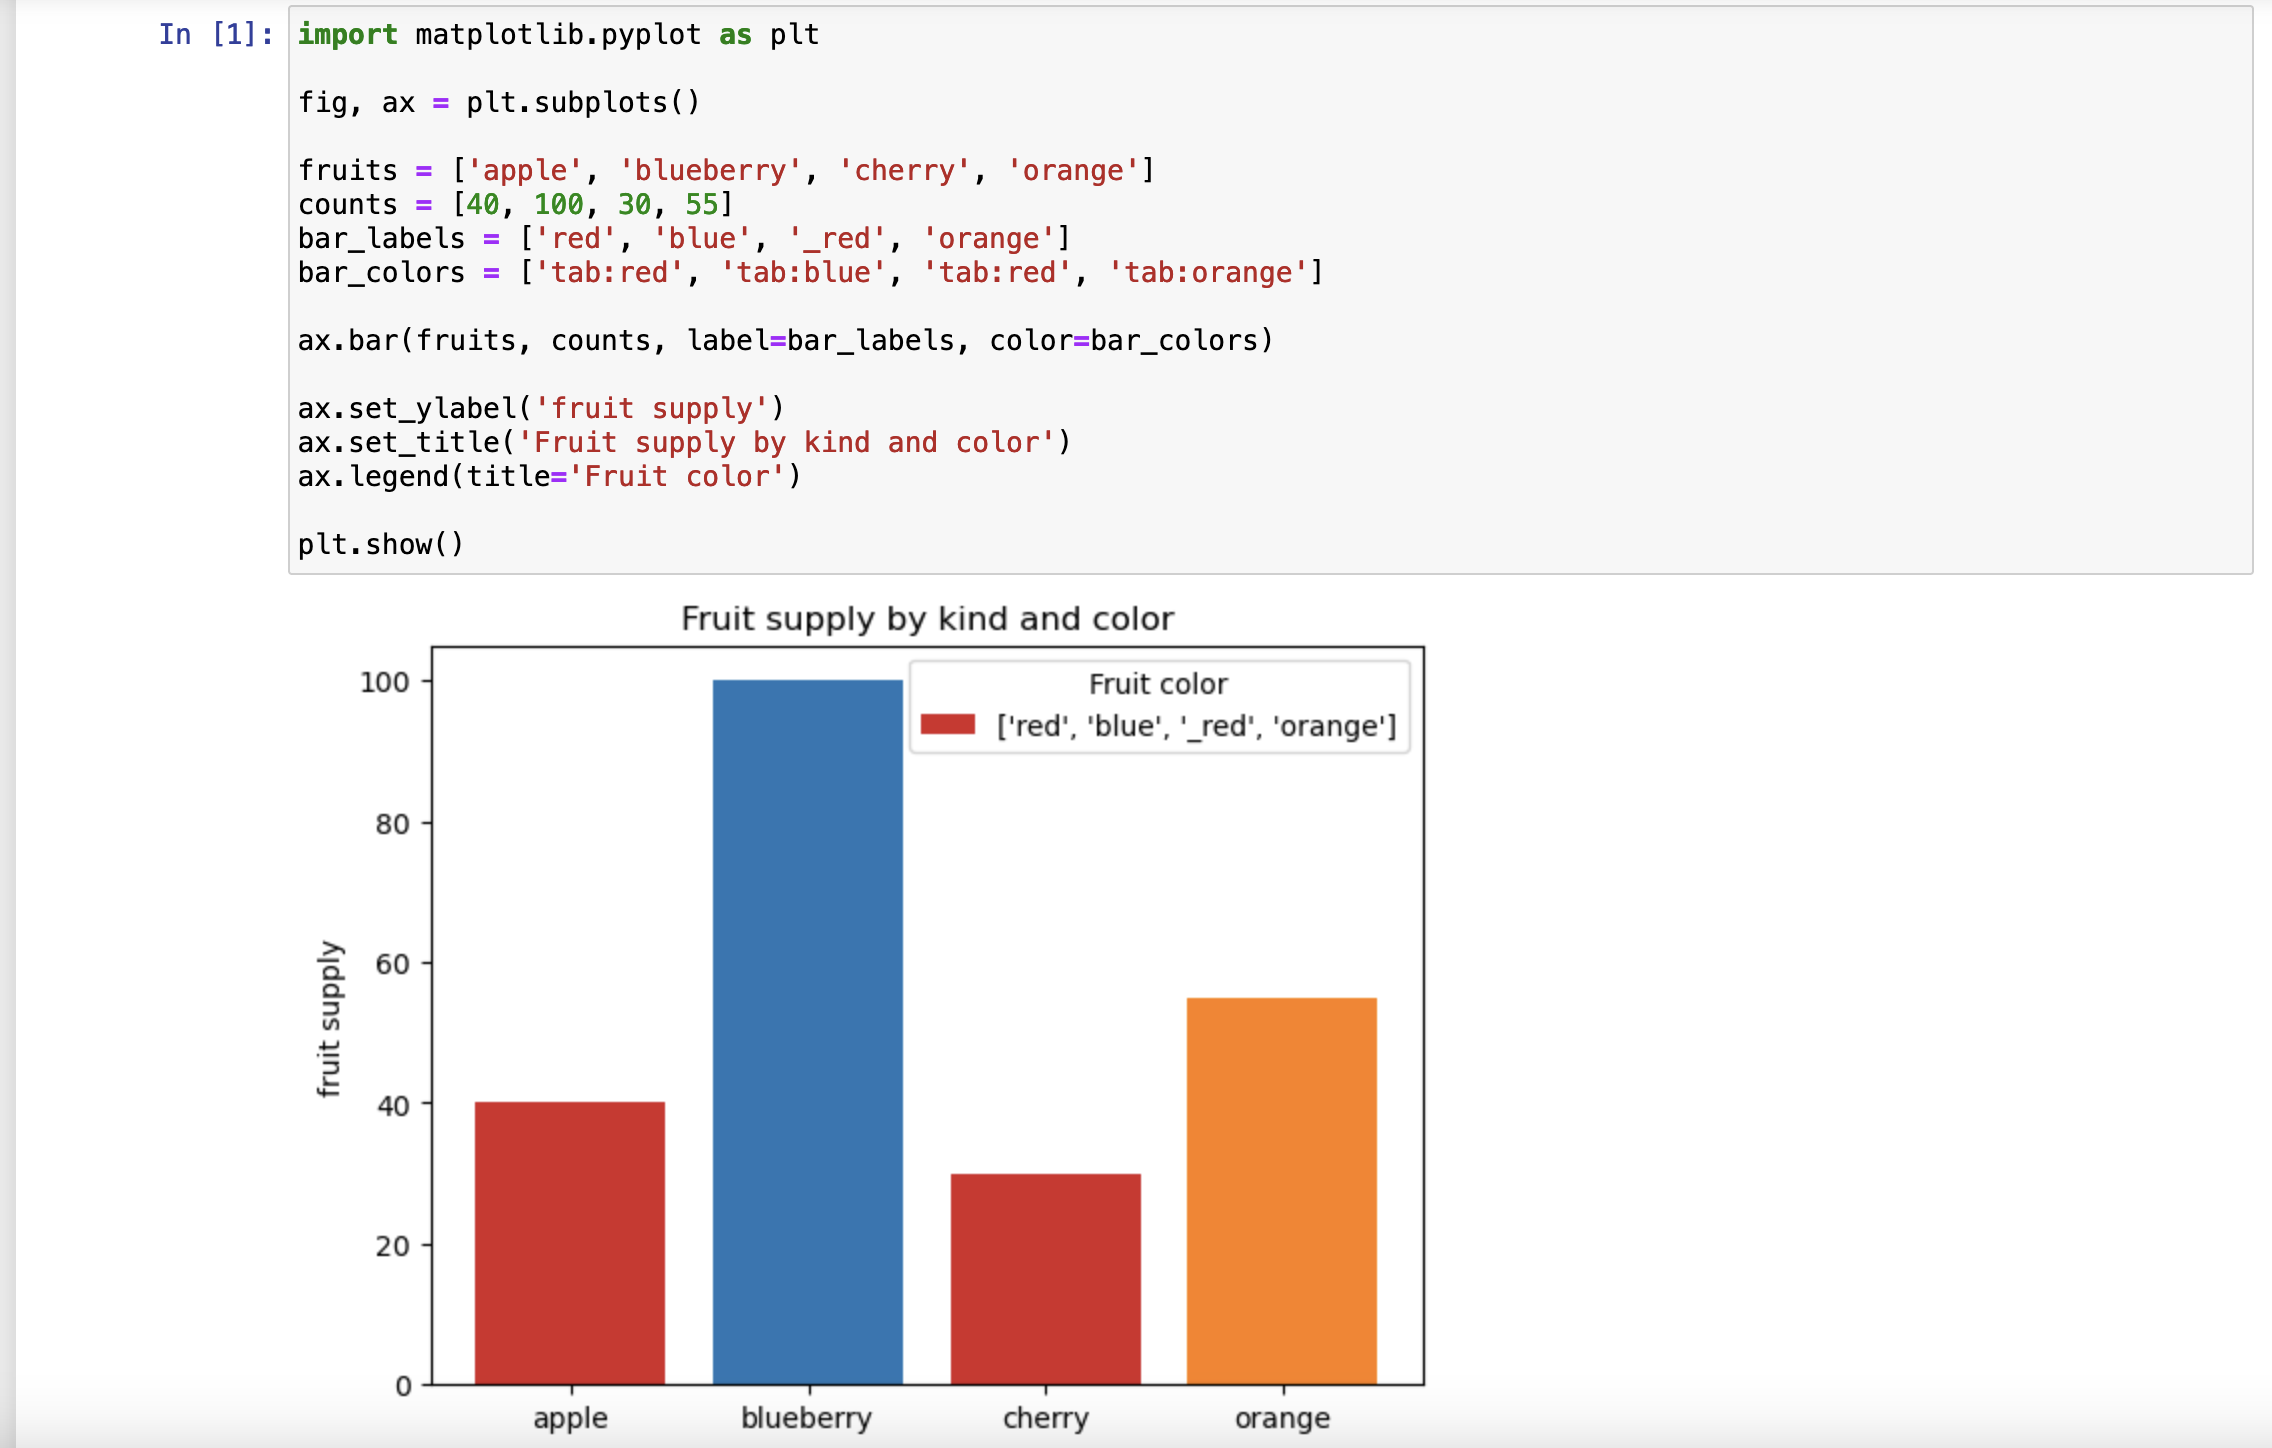 In [1]: import matplotlib.pyplot as plt
fig, ax = plt.subplots()
fruits = ['apple', 'blueberry', 'cherry', 'orange']
counts = [40, 100, 30, 55]
bar_labels = ['red', 'blue', '_red', 'orange']
bar_colors = ['tab:red', 'tab:blue', 'tab:red', 'tab:orange']
ax.bar(fruits, counts, label=bar_labels, color=bar_colors)
ax.set_ylabel('fruit supply')
ax.set_title('Fruit supply by kind and color')
ax.legend(title='Fruit color')
plt.show()
Fruit supply by kind and color
Fruit color
['red', 'blue', '_red', 'orange']
fruit supply
100
80
60
40
20
0
apple blueberry cherry orange